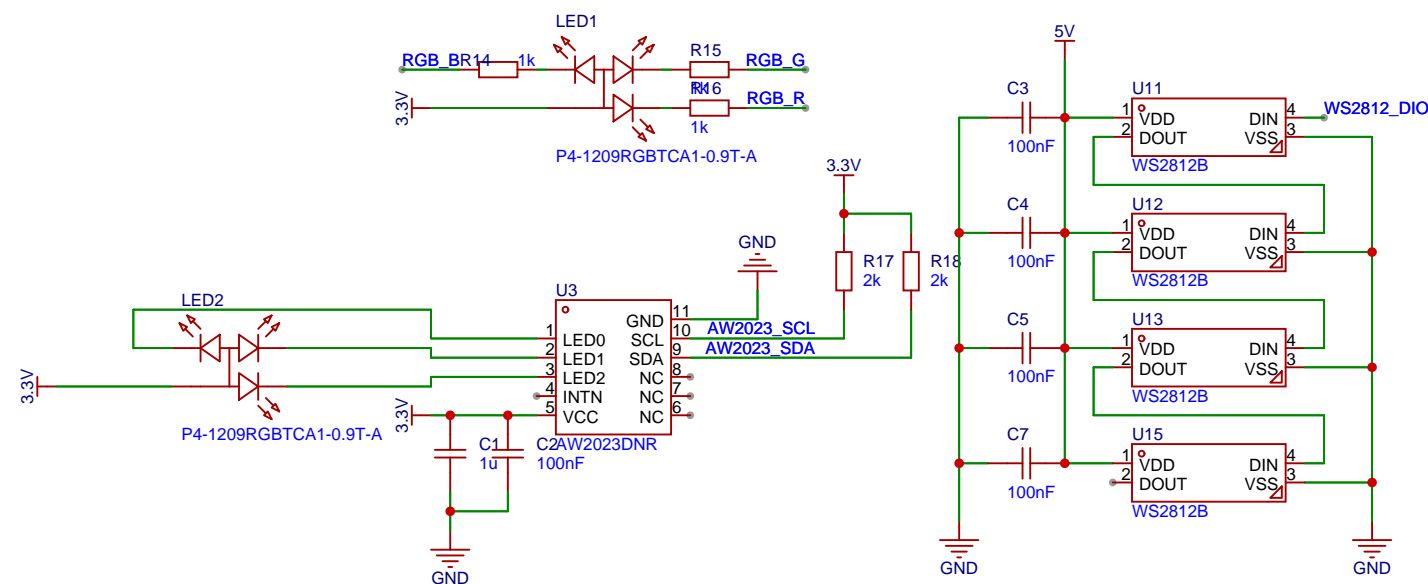 LED1
RGB_B
R14
1k
R15
1k
RGB_G
3.3V
R16
1k
RGB_R
P4-1209RGBTCA1-0.9T-A
3.3V
R17
2k
R18
2k
GND
LED2
3.3V
P4-1209RGBTCA1-0.9T-A
U3
1 LED0
2 LED1
3 LED2
4 INTN
5 VCC
GND 11
SCL 10
SDA 9
NC 8
NC 7
NC 6
AW2023DNR
AW2023_SCL
AW2023_SDA
3.3V
C1
1u
C2
100nF
GND
5V
C3
100nF
U11
1 VDD DIN 4
2 DOUT VSS 3
WS2812B
WS2812_DIO
C4
100nF
U12
1 VDD DIN 4
2 DOUT VSS 3
WS2812B
C5
100nF
U13
1 VDD DIN 4
2 DOUT VSS 3
WS2812B
C7
100nF
U15
1 VDD DIN 4
2 DOUT VSS 3
WS2812B
GND
GND